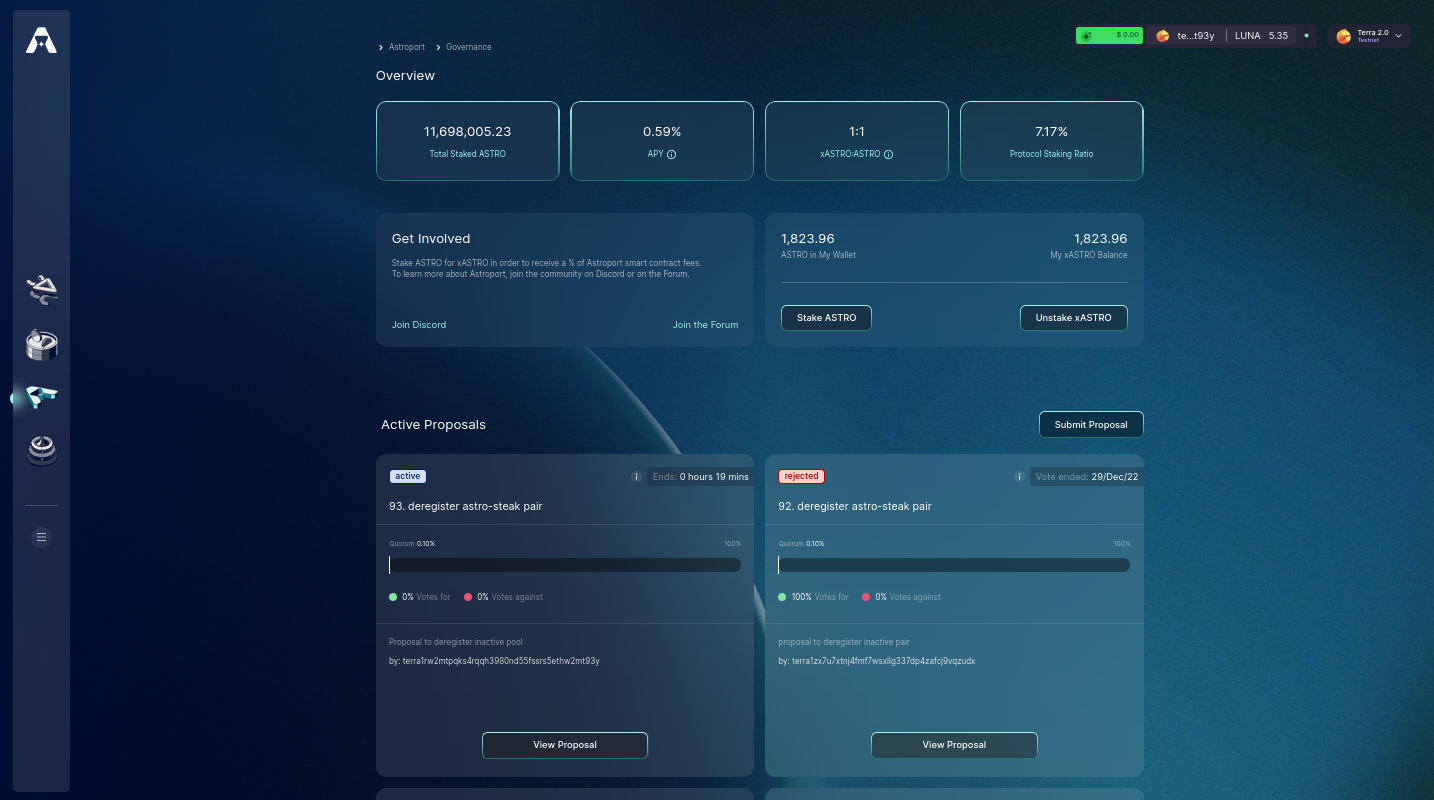 Astroport
Governance
$ 0.00
te...t93y
LUNA 5.35
Terra 2.0
Testnet
Overview
11,698,005.23
Total Staked ASTRO
0.59%
APY
1:1
xASTRO:ASTRO
7.17%
Protocol Staking Ratio
Get Involved
Stake ASTRO for xASTRO in order to receive a % of Astroport smart contract fees.
To learn more about Astroport, join the community on Discord or on the Forum.
Join Discord
Join the Forum
1,823.96
ASTRO in My Wallet
1,823.96
My xASTRO Balance
Stake ASTRO
Unstake xASTRO
Active Proposals
Submit Proposal
active
Ends: 0 hours 19 mins
93. deregister astro-steak pair
Quorum 0.10%
100%
0% Votes for
0% Votes against
Proposal to deregister inactive pool
by: terra1rw2mtpqks4rqqh3980nd55fssrs5ethw2mt93y
View Proposal
rejected
Vote ended: 29/Dec/22
92. deregister astro-steak pair
Quorum 0.10%
100%
100% Votes for
0% Votes against
proposal to deregister inactive pair
by: terra1zx7u7xtnj4fmf7wsxllg337dp4zafcj9vqzudx
View Proposal